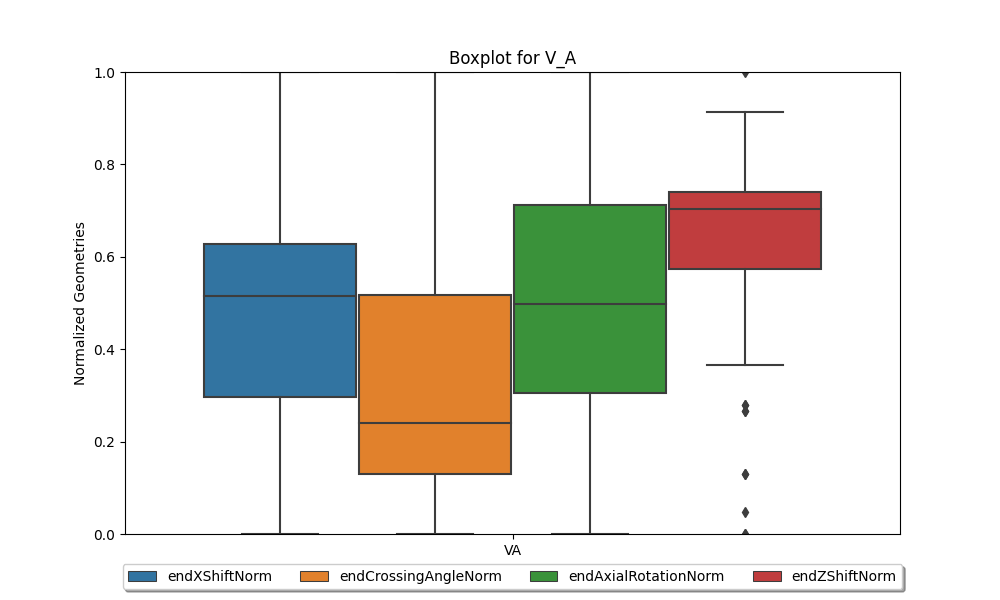 Boxplot for V_A
1.0
0.8
0.6
0.4
0.2
0.0
Normalized Geometries
VA
endXShiftNorm endCrossingAngleNorm endAxialRotationNorm endZShiftNorm